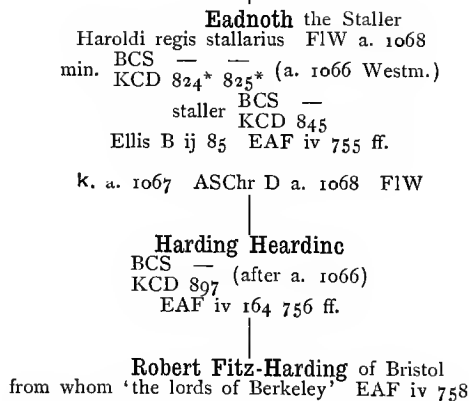 Eadnoth the Staller
Haroldi regis stallarius FlW a. 1068
min. BCS — —
KCD 824* 825* (a. 1066 Westm.)
staller BCS —
KCD 845
Ellis B ij 85 EAF iv 755 ff.
k. a. 1067 ASChr D a. 1068 FlW
Harding Heardinc
BCS —
KCD 897 (after a. 1066)
EAF iv 164 756 ff.
Robert Fitz-Harding of Bristol
from whom ‘the lords of Berkeley’ EAF iv 758